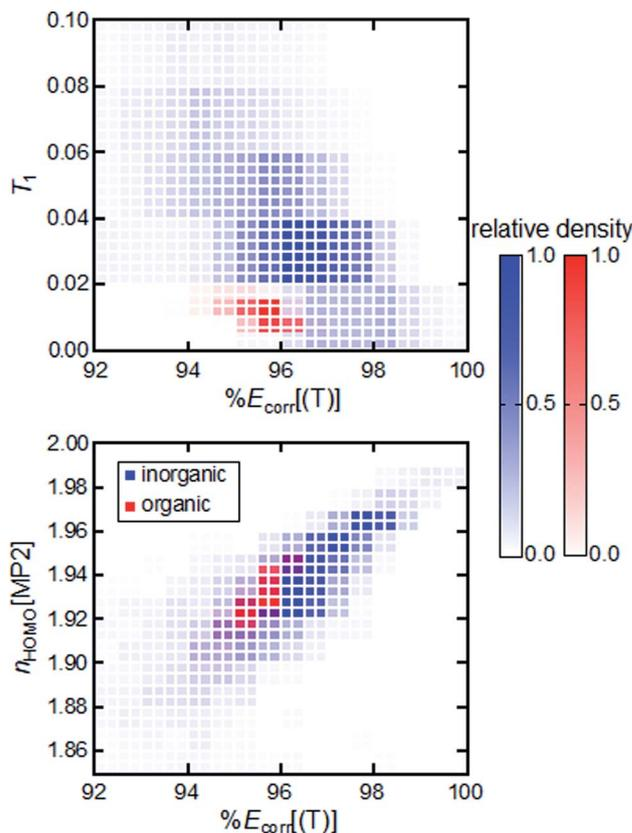 0.10
0.08
0.06
0.04
0.02
0.00
T1
92 94 96 98 100
%Ecorr[(T)]
relative density
1.0 1.0
0.5 0.5
0.0 0.0
2.00
1.98
1.96
1.94
1.92
1.90
1.88
1.86
nHOMO[MP2]
inorganic
organic
92 94 96 98 100
%Ecorr[(T)]